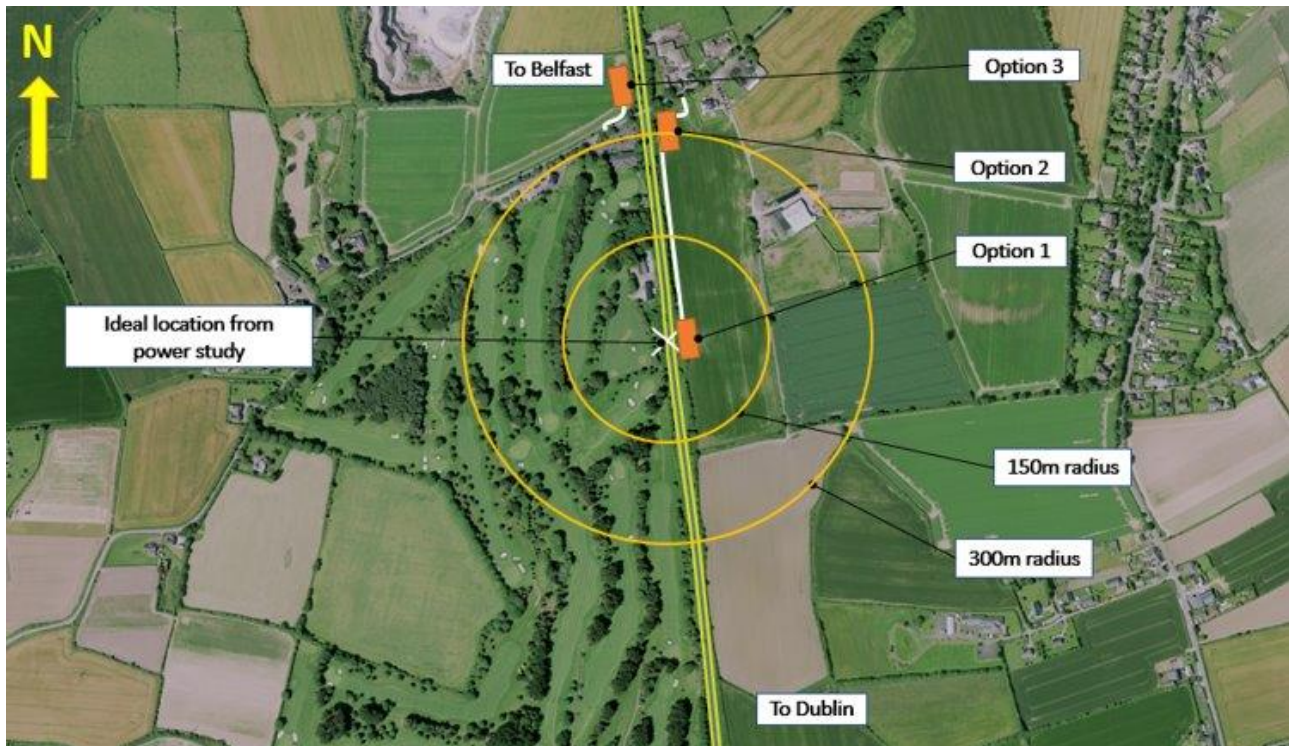 N
To Belfast
Option 3
Option 2
Option 1
Ideal location from
power study
150m radius
300m radius
To Dublin